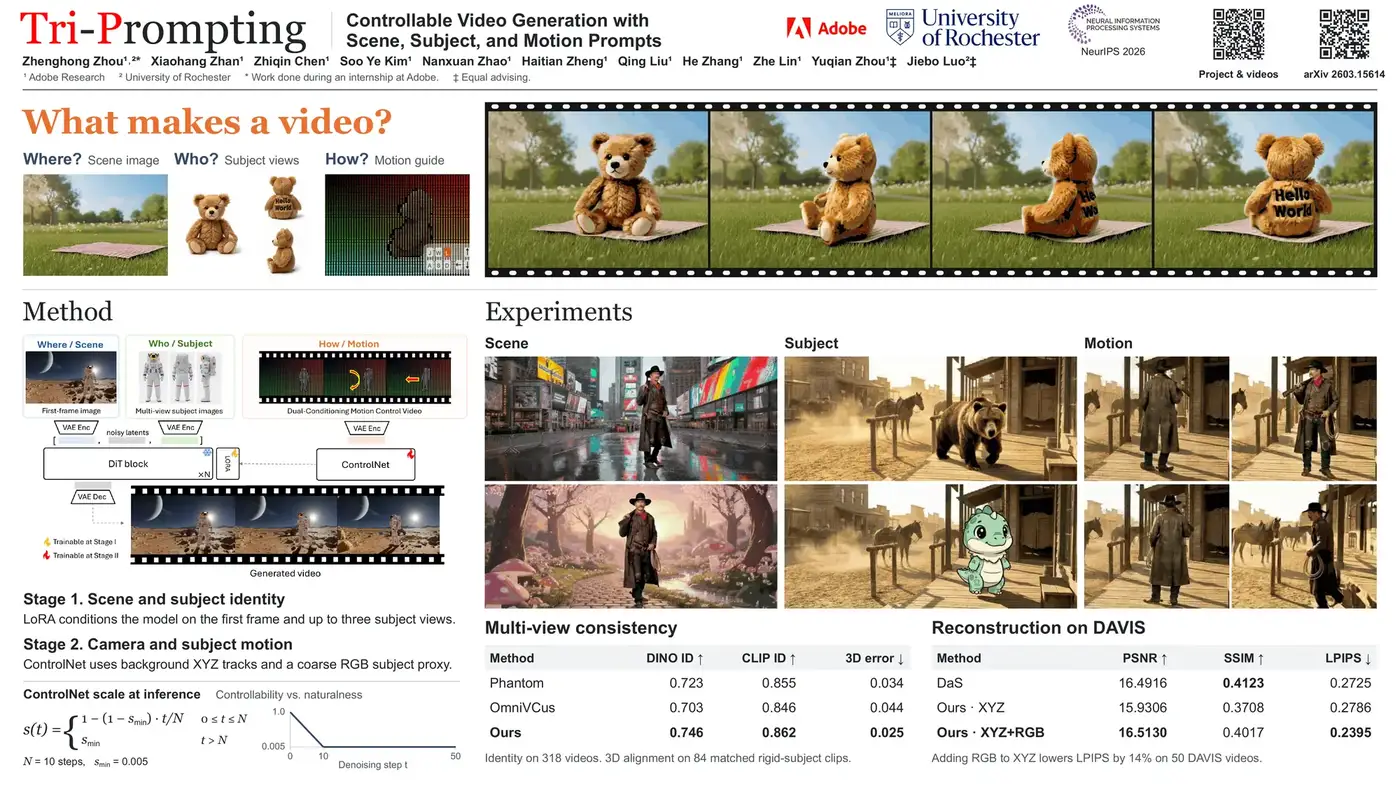 Tri-Prompting
Controllable Video Generation with
Scene, Subject, and Motion Prompts
Adobe
MELIORA
University
of Rochester
NEURAL INFORMATION
PROCESSING SYSTEMS
NeurIPS 2026
Project & videos
arXiv 2603.15614
Zhenghong Zhou¹,²* Xiaohang Zhan¹ Zhiqin Chen¹ Soo Ye Kim¹ Nanxuan Zhao¹ Haitian Zheng¹ Qing Liu¹ He Zhang¹ Zhe Lin¹ Yuqian Zhou¹‡ Jiebo Luo²‡
¹ Adobe Research ² University of Rochester * Work done during an internship at Adobe. ‡ Equal advising.
What makes a video?
Where? Scene image
Who? Subject views
How? Motion guide
Hello
World
Hello
World
Method
Where / Scene
Who / Subject
How / Motion
First-frame image
Multi-view subject images
Dual-Conditioning Motion Control Video
VAE Enc
noisy latents
VAE Enc
VAE Enc
[ , , ]
DiT block
×N
LORA
ControlNet
VAE Dec
Trainable at Stage I
Trainable at Stage II
Generated video
Stage 1. Scene and subject identity
LoRA conditions the model on the first frame and up to three subject views.
Stage 2. Camera and subject motion
ControlNet uses background XYZ tracks and a coarse RGB subject proxy.
ControlNet scale at inference Controllability vs. naturalness
s(t) = { 1 − (1 − smin) · t/N 0 ≤ t ≤ N
smin t > N
N = 10 steps, smin = 0.005
1.0
0.005
0 10 50
Denoising step t
Experiments
Scene
Subject
Motion
Multi-view consistency
Method DINO ID ↑ CLIP ID ↑ 3D error ↓
Phantom 0.723 0.855 0.034
OmniVCus 0.703 0.846 0.044
Ours 0.746 0.862 0.025
Identity on 318 videos. 3D alignment on 84 matched rigid-subject clips.
Reconstruction on DAVIS
Method PSNR ↑ SSIM ↑ LPIPS ↓
DaS 16.4916 0.4123 0.2725
Ours · XYZ 15.9306 0.3708 0.2786
Ours · XYZ+RGB 16.5130 0.4017 0.2395
Adding RGB to XYZ lowers LPIPS by 14% on 50 DAVIS videos.